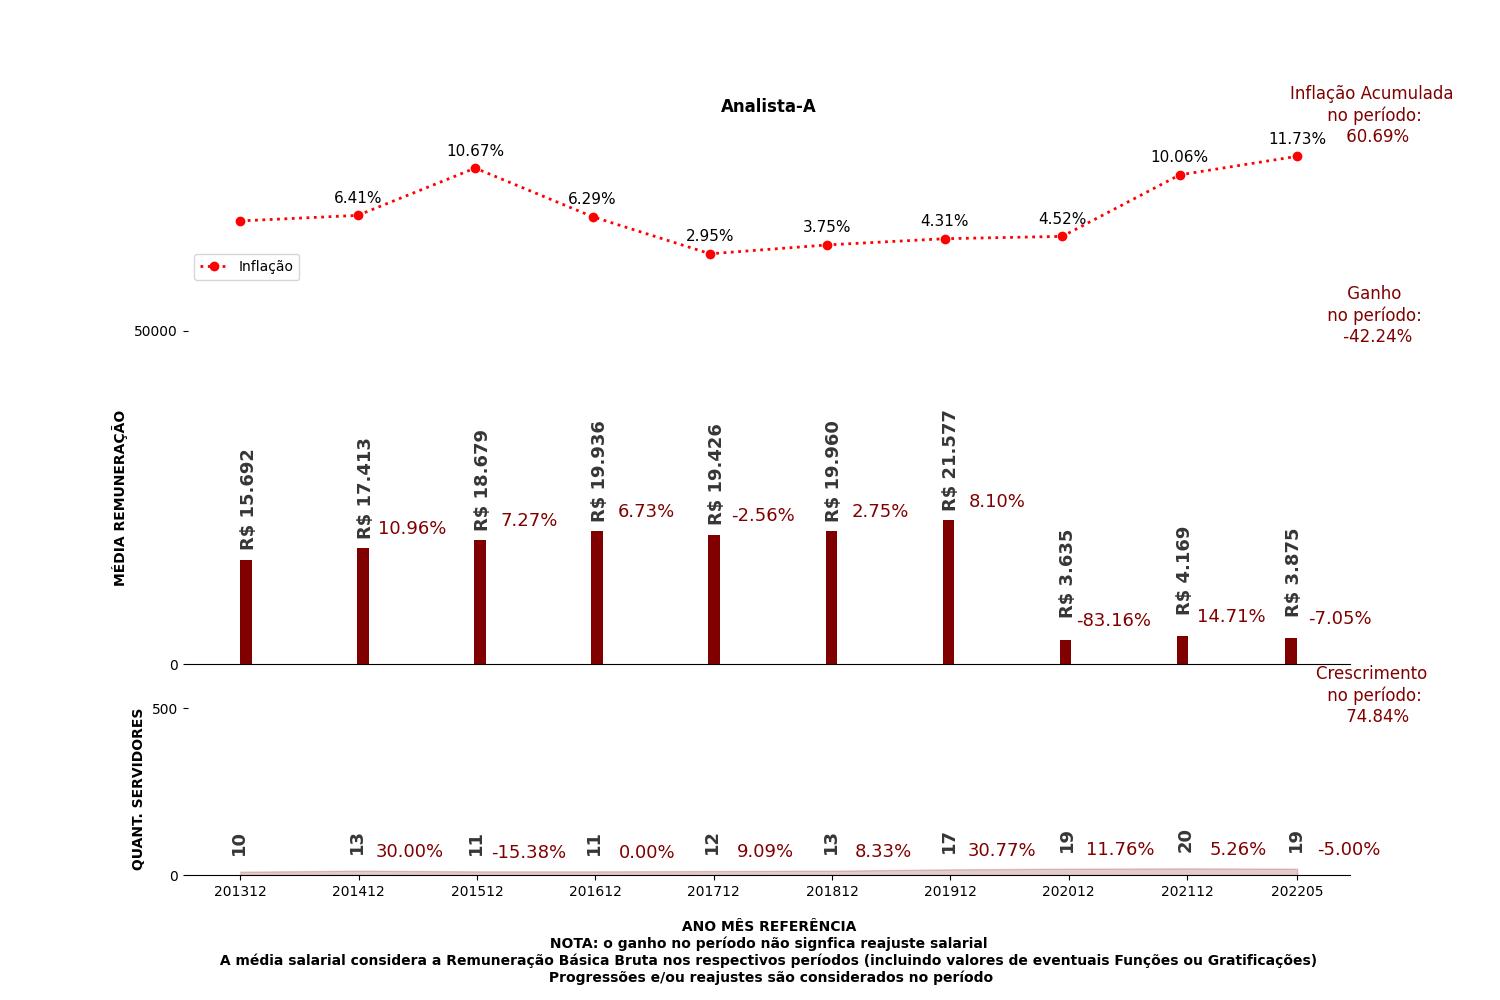 Analista-A
Inflação Acumulada
no período:
60.69%
6.41%
10.67%
6.29%
2.95%
3.75%
4.31%
4.52%
10.06%
11.73%
Inflação
Ganho
no período:
-42.24%
50000
0
MÉDIA REMUNERAÇÃO
R$ 15.692
R$ 17.413
10.96%
R$ 18.679
7.27%
R$ 19.936
6.73%
R$ 19.426
-2.56%
R$ 19.960
2.75%
R$ 21.577
8.10%
R$ 3.635
-83.16%
R$ 4.169
14.71%
R$ 3.875
-7.05%
Crescrimento
no período:
74.84%
500
0
QUANT. SERVIDORES
10
13
30.00%
11
-15.38%
11
0.00%
12
9.09%
13
8.33%
17
30.77%
19
11.76%
20
5.26%
19
-5.00%
201312
201412
201512
201612
201712
201812
201912
202012
202112
202205
ANO MÊS REFERÊNCIA
NOTA: o ganho no período não signfica reajuste salarial
A média salarial considera a Remuneração Básica Bruta nos respectivos períodos (incluindo valores de eventuais Funções ou Gratificações)
Progressões e/ou reajustes são considerados no período